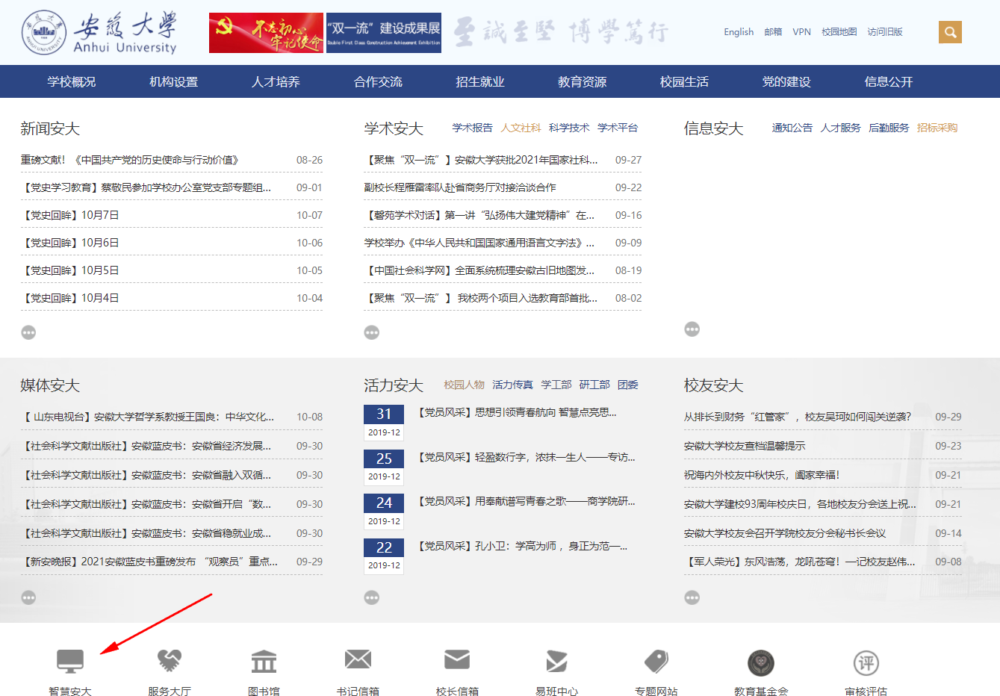 安徽大学
Anhui University
不忘初心
牢记使命
“双一流”建设成果展
Double First Class Construction Achievement Exhibition
至誠至堅 博學篤行
English 邮箱 VPN 校园地图 访问旧版
学校概况 机构设置 人才培养 合作交流 招生就业 教育资源 校园生活 党的建设 信息公开
新闻安大
重磅文献！《中国共产党的历史使命与行动价值》 08-26
【党史学习教育】蔡敬民参加学校办公室党支部专题组... 09-01
【党史回眸】10月7日 10-07
【党史回眸】10月6日 10-06
【党史回眸】10月5日 10-05
【党史回眸】10月4日 10-04
学术安大 学术报告 人文社科 科学技术 学术平台
【聚焦“双一流”】安徽大学获批2021年国家社科... 09-27
副校长程雁雷率队赴省商务厅对接洽谈合作 09-22
【磬苑学术对话】第一讲“弘扬伟大建党精神”在... 09-16
学校举办《中华人民共和国国家通用语言文字法》... 09-09
【中国社会科学网】全面系统梳理安徽古旧地图发... 08-19
【聚焦“双一流”】 我校两个项目入选教育部首批... 08-02
信息安大 通知公告 人才服务 后勤服务 招标采购
媒体安大
【 山东电视台】安徽大学哲学系教授王国良：中华文化... 10-08
【社会科学文献出版社】安徽蓝皮书：安徽省经济发展... 09-30
【社会科学文献出版社】安徽蓝皮书：安徽省融入双循... 09-30
【社会科学文献出版社】安徽蓝皮书：安徽省开启“数... 09-30
【社会科学文献出版社】安徽蓝皮书：安徽省稳就业成... 09-30
【新安晚报】2021安徽蓝皮书重磅发布 “观察员”重点... 09-29
活力安大 校园人物 活力传真 学工部 研工部 团委
31
2019-12
【党员风采】思想引领青春航向 智慧点亮思...
25
2019-12
【党员风采】轻盈数行字，浓抹一生人——专访...
24
2019-12
【党员风采】用奉献谱写青春之歌——商学院研...
22
2019-12
【党员风采】孔小卫：学高为师 ，身正为范—...
校友安大
从排长到财务“红管家”，校友吴珂如何闯关逆袭? 09-29
安徽大学校友查档温馨提示 09-23
祝海内外校友中秋快乐，阖家幸福！ 09-21
安徽大学建校93周年校庆日，各地校友分会送上祝... 09-21
安徽大学校友会召开学院校友分会秘书长会议 09-14
【军人荣光】东风浩荡，龙吼苍穹！—记校友赵伟... 09-08
评
智慧安大 服务大厅 图书馆 书记信箱 校长信箱 易班中心 专题网站 教育基金会 审核评估